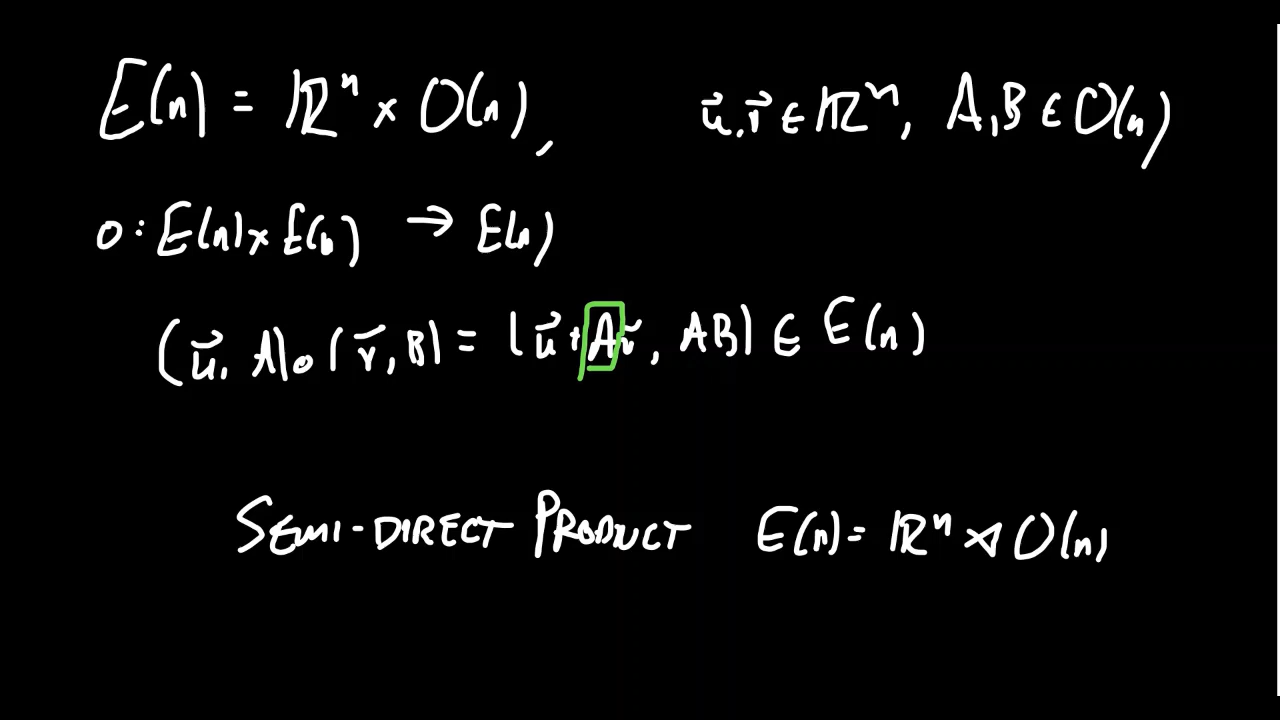 E(n) = ℝⁿ × O(n), u⃗, v⃗ ∈ ℝⁿ, A, B ∈ O(n)
o : E(n) × E(n) → E(n)
(u⃗, A) ∘ (v⃗, B) = (u⃗ + Av⃗, AB) ∈ E(n)
SEMI-DIRECT PRODUCT E(n) = ℝⁿ ⋊ O(n)